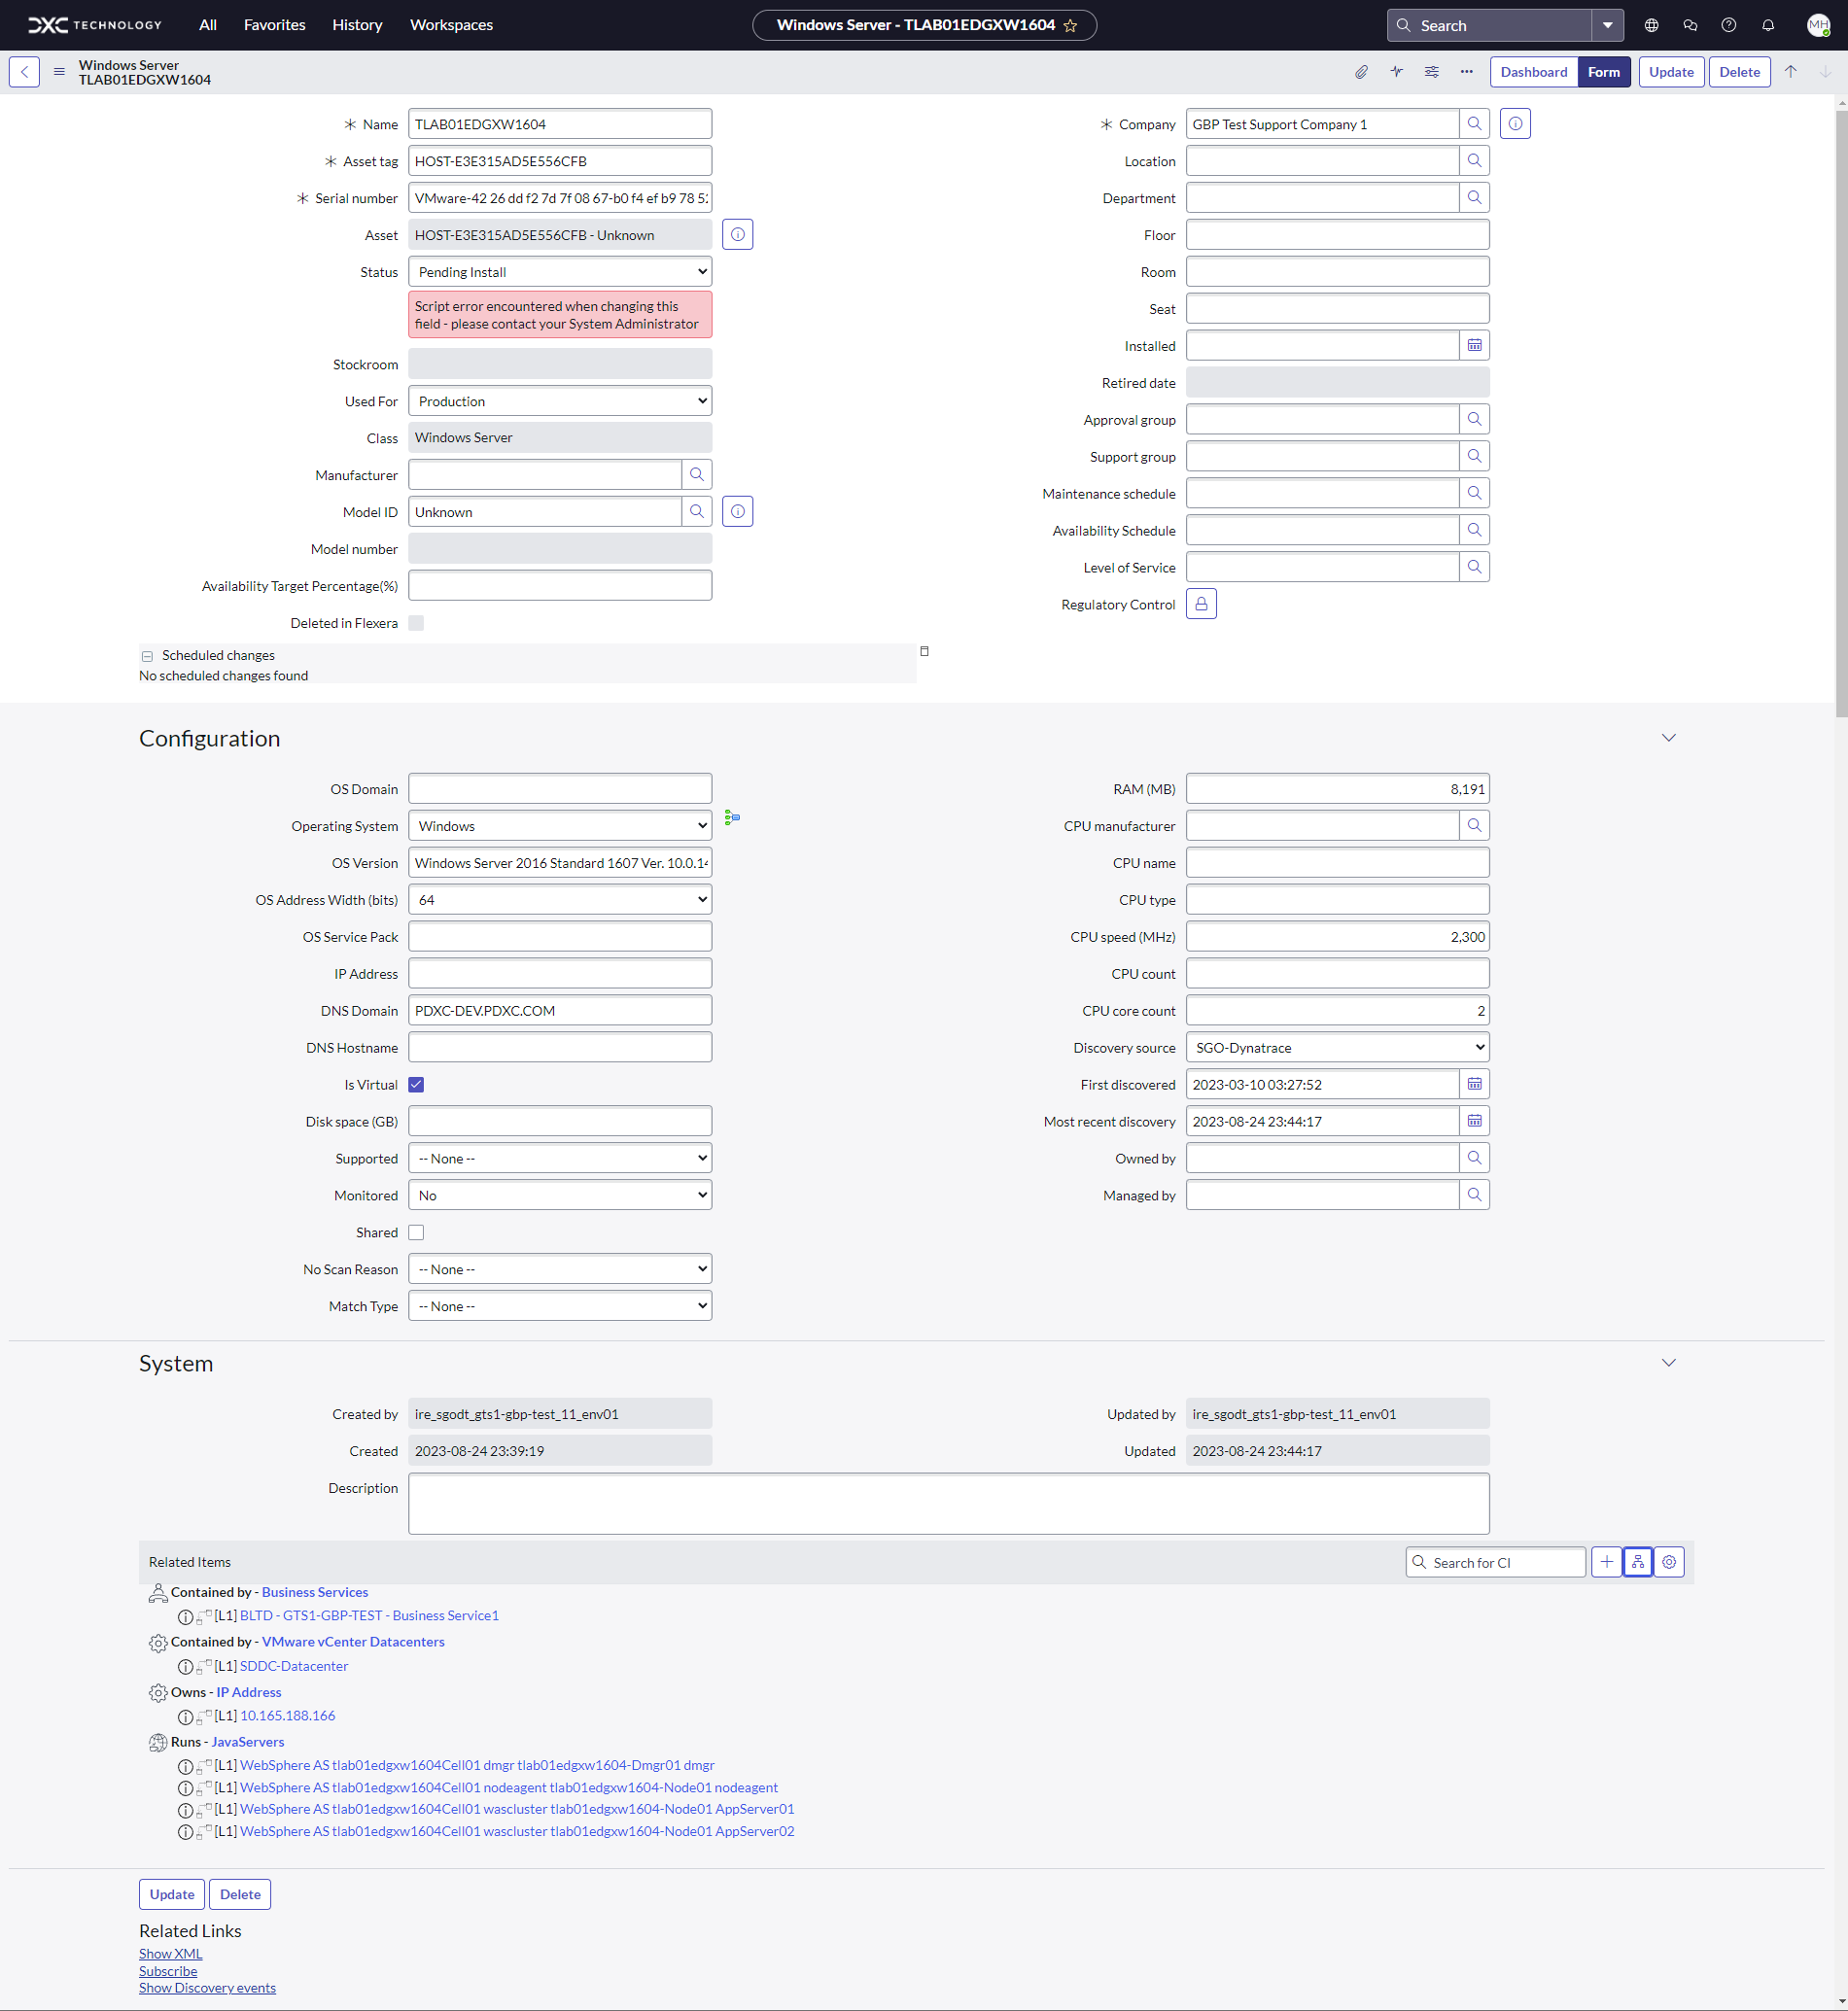 DXC TECHNOLOGY All Favorites History Workspaces Windows Server - TLAB01EDGXW1604 Search MH
Windows Server
TLAB01EDGXW1604
Dashboard Form Update Delete
Name TLAB01EDGXW1604
Asset tag HOST-E3E315AD5E556CFB
Serial number VMware-42 26 dd f2 7d 7f 08 67-b0 f4 ef b9 78
Asset HOST-E3E315AD5E556CFB - Unknown
Status Pending Install
Script error encountered when changing this
field - please contact your System Administrator
Stockroom
Used For Production
Class Windows Server
Manufacturer
Model ID Unknown
Model number
Availability Target Percentage(%)
Deleted in Flexera
Company GBP Test Support Company 1
Location
Department
Floor
Room
Seat
Installed
Retired date
Approval group
Support group
Maintenance schedule
Availability Schedule
Level of Service
Regulatory Control
Scheduled changes
No scheduled changes found
Configuration
OS Domain
Operating System Windows
OS Version Windows Server 2016 Standard 1607 Ver. 10.0.14
OS Address Width (bits) 64
OS Service Pack
IP Address
DNS Domain PDXC-DEV.PDXC.COM
DNS Hostname
Is Virtual
Disk space (GB)
Supported -- None --
Monitored No
Shared
No Scan Reason -- None --
Match Type -- None --
RAM (MB) 8,191
CPU manufacturer
CPU name
CPU type
CPU speed (MHz) 2,300
CPU count
CPU core count 2
Discovery source SGO-Dynatrace
First discovered 2023-03-10 03:27:52
Most recent discovery 2023-08-24 23:44:17
Owned by
Managed by
System
Created by ire_sgodt_gts1-gbp-test_11_env01
Created 2023-08-24 23:39:19
Updated by ire_sgodt_gts1-gbp-test_11_env01
Updated 2023-08-24 23:44:17
Description
Related Items Search for CI
Contained by - Business Services
[L1] BLTD - GTS1-GBP-TEST - Business Service1
Contained by - VMware vCenter Datacenters
[L1] SDDC-Datacenter
Owns - IP Address
[L1] 10.165.188.166
Runs - JavaServers
[L1] WebSphere AS tlab01edgxw1604Cell01 dmgr tlab01edgxw1604-Dmgr01 dmgr
[L1] WebSphere AS tlab01edgxw1604Cell01 nodeagent tlab01edgxw1604-Node01 nodeagent
[L1] WebSphere AS tlab01edgxw1604Cell01 wascluster tlab01edgxw1604-Node01 AppServer01
[L1] WebSphere AS tlab01edgxw1604Cell01 wascluster tlab01edgxw1604-Node01 AppServer02
Update Delete
Related Links
Show XML
Subscribe
Show Discovery events